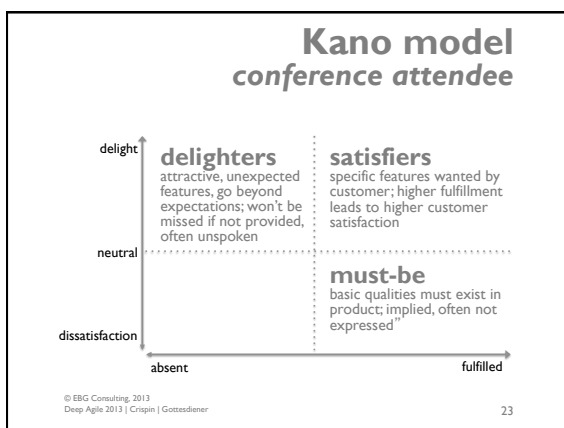 Kano model
conference attendee
delight
delighters
attractive, unexpected
features, go beyond
expectations; won't be
missed if not provided,
often unspoken
satisfiers
specific features wanted by
customer; higher fulfillment
leads to higher customer
satisfaction
neutral
must-be
basic qualities must exist in
product; implied, often not
expressed”
dissatisfaction
absent
fulfilled
© EBG Consulting, 2013
Deep Agile 2013 | Crispin | Gottesdiener
23